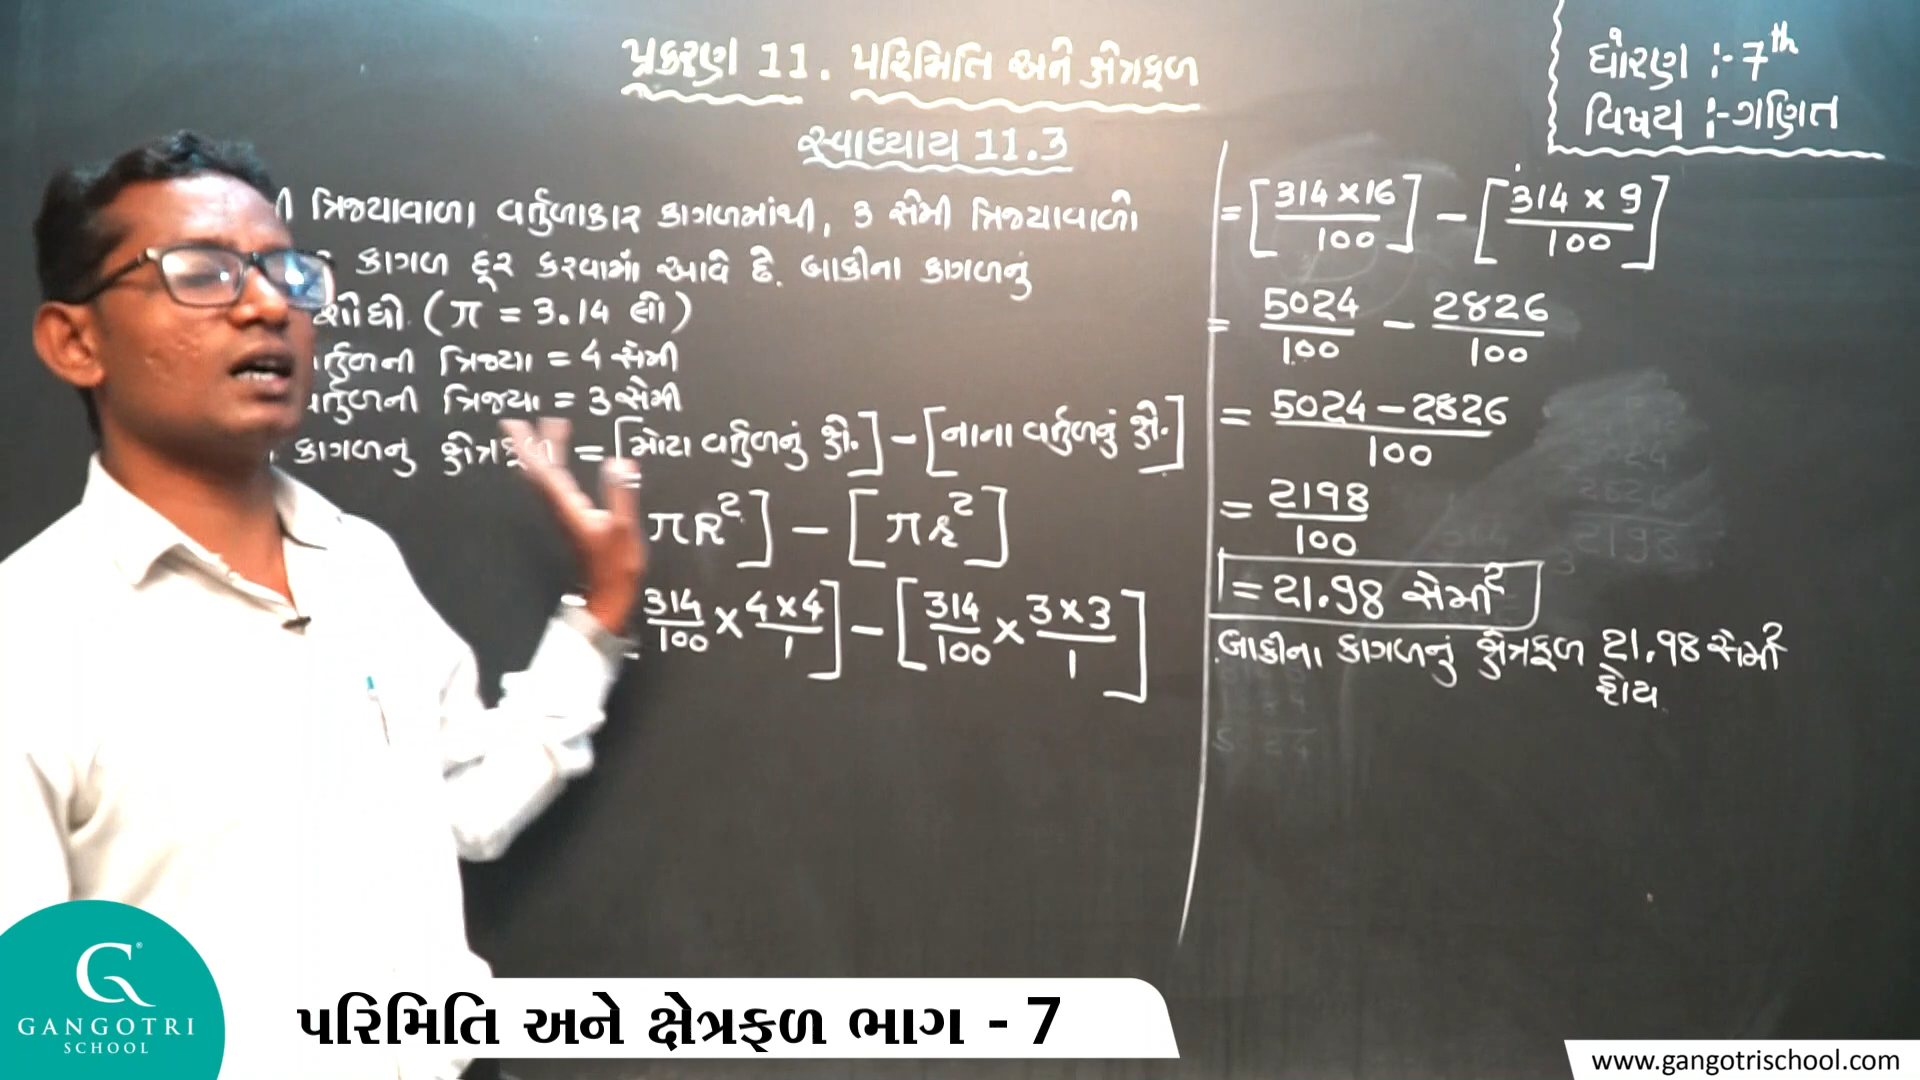 પ્રકરણ 11. પરિમિતિ અને ક્ષેત્રફળ
ધોરણ :- 7th
વિષય :- ગણિત
સ્વાધ્યાય 11.3
ત્રિજ્યાવાળા વર્તુળાકાર કાગળમાંથી, 3 સેમી ત્રિજ્યાવાળો
કાગળ દૂર કરવામાં આવે છે. બાકીના કાગળનું
શોધો. (π = 3.14 લો)
ત્રિજ્યા = 4 સેમી
ત્રિજ્યા = 3 સેમી
કાગળનુ ક્ષેત્રફળ = [મોટા વર્તુળનું ક્ષે.] - [નાના વર્તુળનું ક્ષે.]
πR²] - [πr²]
314/100 × 4×4/1] - [314/100 × 3×3/1]
= [314×16/100] - [314×9/100]
= 5024/100 - 2826/100
= 5024-2826/100
= 2198/100
= 21.98 સેમી²
બાકીના કાગળનું ક્ષેત્રફળ 21.98 સેમી²
હોય.
G®
GANGOTRI
SCHOOL
પરિમિતિ અને ક્ષેત્રફળ ભાગ - 7
www.gangotrischool.com